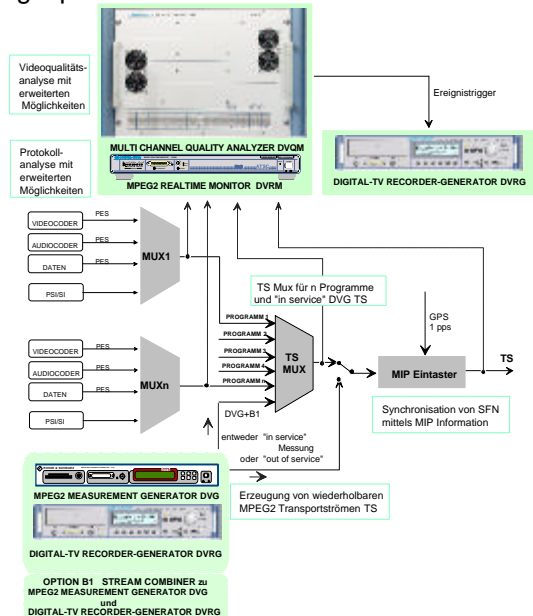 Videoqualitäts-
analyse mit
erweiterten
Möglichkeiten
Ereignistrigger
MULTI CHANNEL QUALITY ANALYZER DVQM
Protokoll-
analyse mit
erweiterten
Möglichkeiten
MPEG2 REALTIME MONITOR DVRM
DIGITAL-TV RECORDER-GENERATOR DVRG
VIDEOCODER
PES
AUDIOCODER
PES
DATEN
PES
PSI/SI
MUX1
TS Mux für n Programme
und "in service" DVG TS
PROGRAMM 1
PROGRAMM 2
PROGRAMM 3
PROGRAMM 4
PROGRAMM n
TS
MUX
GPS
1 pps
MIP Eintaster
TS
VIDEOCODER
PES
AUDIOCODER
PES
DATEN
PES
PSI/SI
MUXn
DVG+B1
Synchronisation von SFN
mittels MIP Information
entweder "in service"
Messung
oder "out of service"
MPEG2 MEASUREMENT GENERATOR DVG
Erzeugung von wiederholbaren
MPEG2 Transportströmen TS
DIGITAL-TV RECORDER-GENERATOR DVRG
OPTION B1 STREAM COMBINER zu
MPEG2 MEASUREMENT GENERATOR DVG
und
DIGITAL-TV RECORDER-GENERATOR DVRG